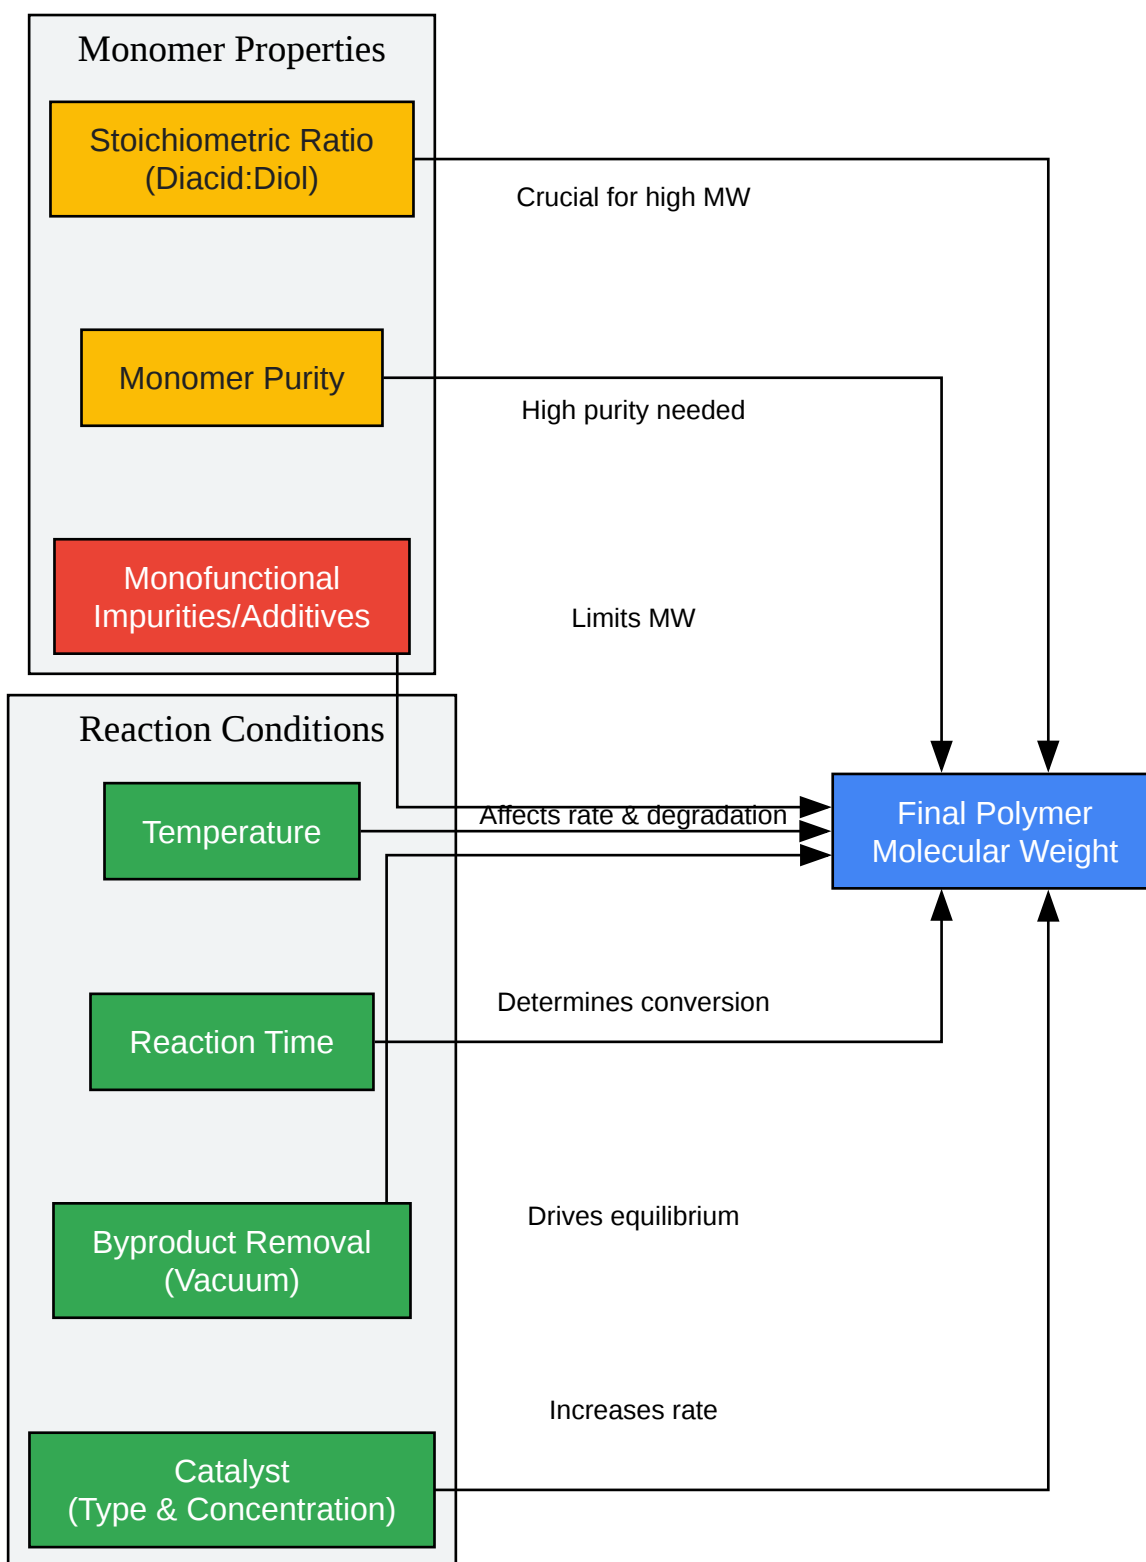 Monomer Properties
Stoichiometric Ratio
(Diacid:Diol)
Crucial for high MW
Monomer Purity
High purity needed
Monofunctional
Impurities/Additives
Limits MW
Reaction Conditions
Temperature
Affects rate & degradation
Final Polymer
Molecular Weight
Reaction Time
Determines conversion
Byproduct Removal
(Vacuum)
Drives equilibrium
Catalyst
(Type & Concentration)
Increases rate